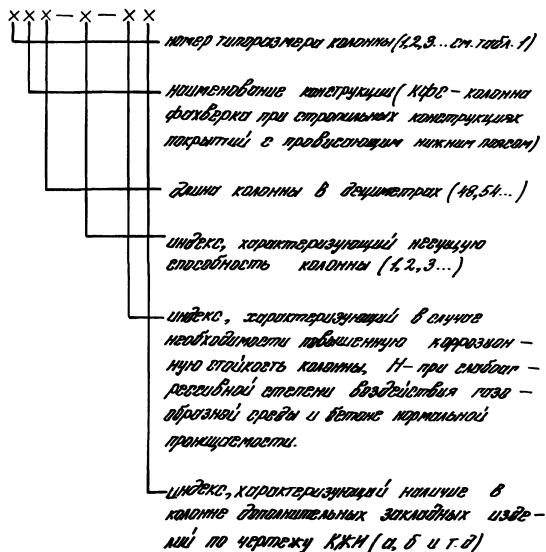 ×××–×–××
номер типоразмера колонны (1,2,3... см. табл. 1)
наименование конструкции (КФС – колонна
фахверка при стропильных конструкциях
покрытий с провисающим нижним поясом)
длина колонны в дециметрах (48,54...)
индекс, характеризующий несущую
способность колонны (1,2,3...)
индекс, характеризующий в случае
необходимости повышенную коррозион –
ную стойкость колонны, Н– при слабоаг –
рессивной степени воздействия газо –
образной среды и бетоне нормальной
проницаемости.
индекс, характеризующий наличие в
колонне дополнительных закладных изде–
лий по чертежу КЖИ (а, б и т.д)